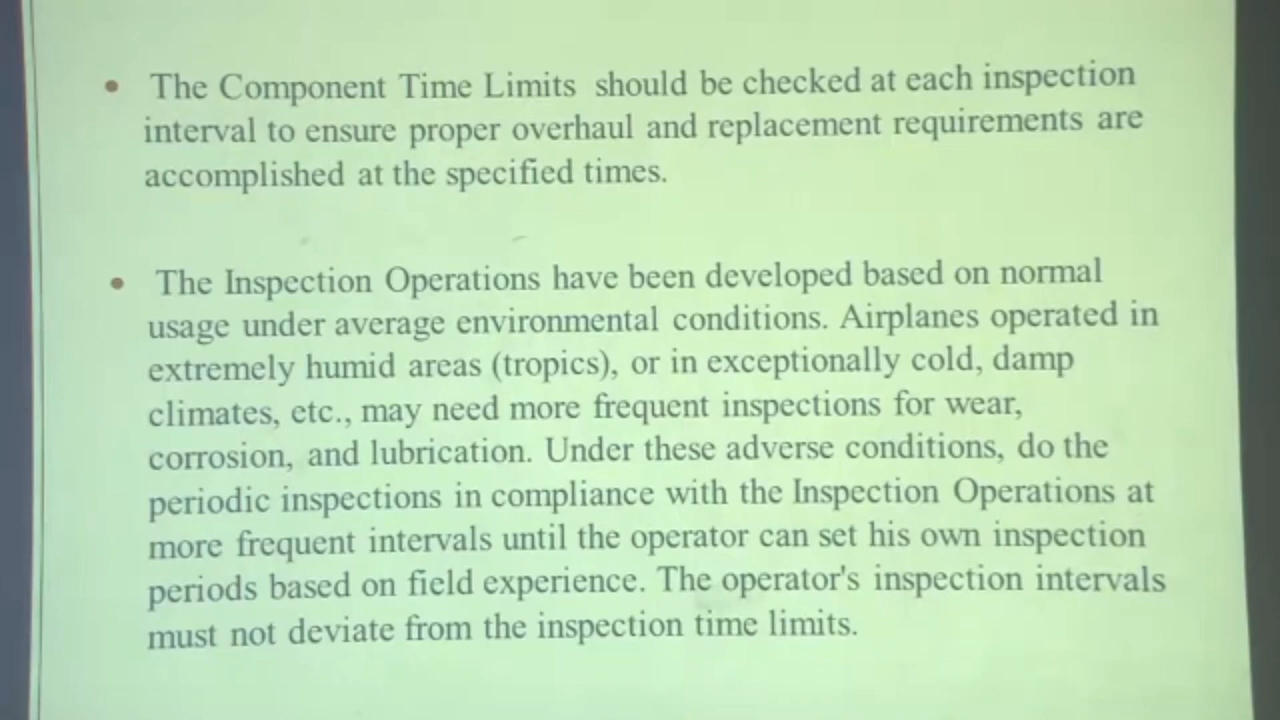 • The Component Time Limits should be checked at each inspection
interval to ensure proper overhaul and replacement requirements are
accomplished at the specified times.
• The Inspection Operations have been developed based on normal
usage under average environmental conditions. Airplanes operated in
extremely humid areas (tropics), or in exceptionally cold, damp
climates, etc., may need more frequent inspections for wear,
corrosion, and lubrication. Under these adverse conditions, do the
periodic inspections in compliance with the Inspection Operations at
more frequent intervals until the operator can set his own inspection
periods based on field experience. The operator's inspection intervals
must not deviate from the inspection time limits.